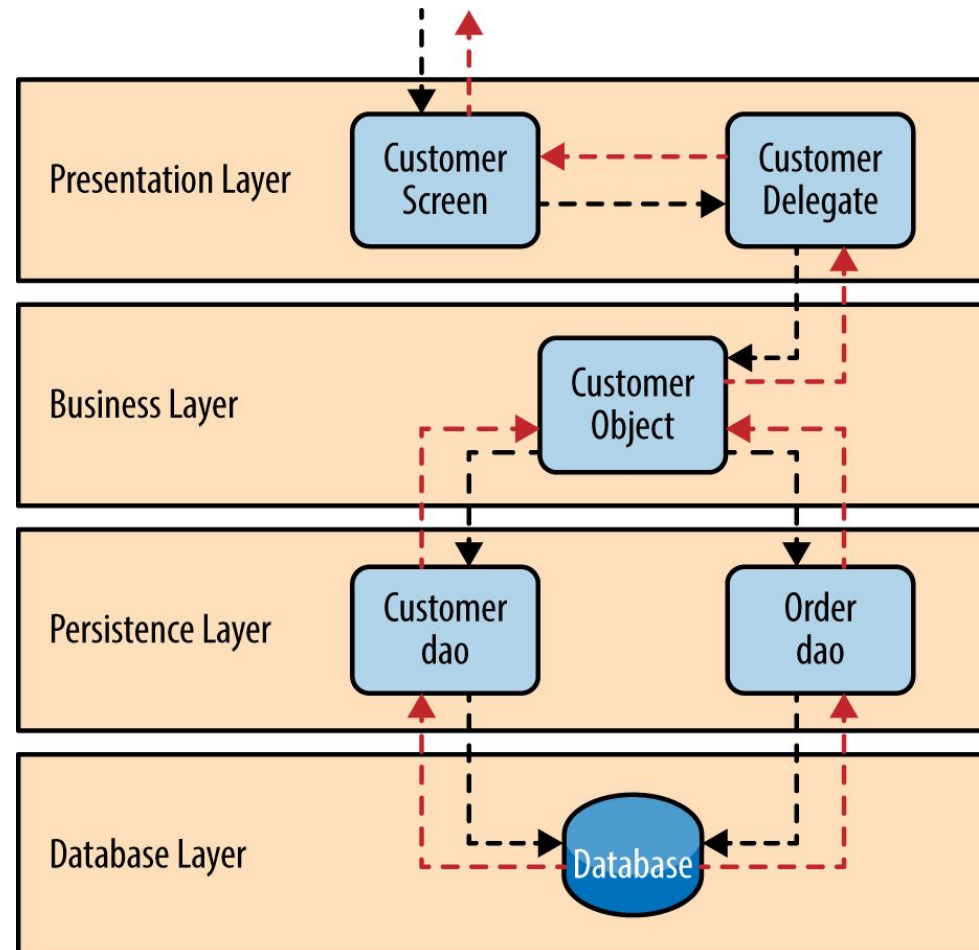 Presentation Layer
Customer
Screen
Customer
Delegate
Business Layer
Customer
Object
Persistence Layer
Customer
dao
Order
dao
Database Layer
Database